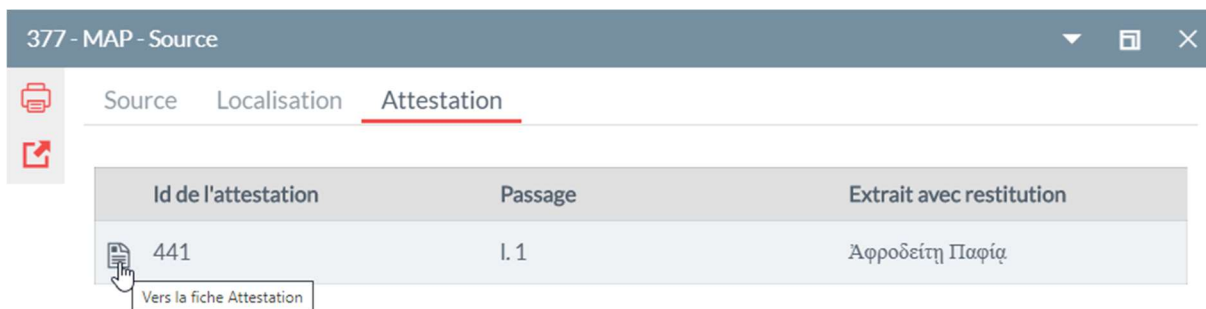 377 - MAP - Source
Source Localisation Attestation
Id de l'attestation Passage Extrait avec restitution
441 l. 1 Ἀφροδείτῃ Παφίᾳ
Vers la fiche Attestation